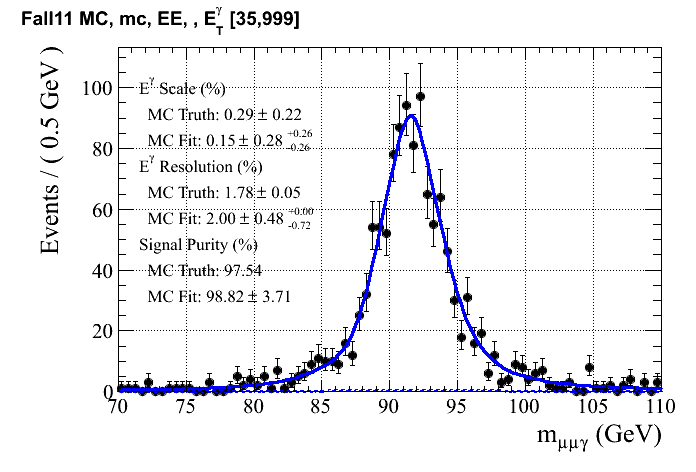 Fall11 MC, mc, EE, , E_T^γ [35,999]
Events / ( 0.5 GeV )
100
80
60
40
20
0
E^γ Scale (%)
MC Truth: 0.29 ± 0.22
MC Fit: 0.15 ± 0.28 +0.26 -0.26
E^γ Resolution (%)
MC Truth: 1.78 ± 0.05
MC Fit: 2.00 ± 0.48 +0.00 -0.72
Signal Purity (%)
MC Truth: 97.54
MC Fit: 98.82 ± 3.71
70 75 80 85 90 95 100 105 110
m_μμγ (GeV)